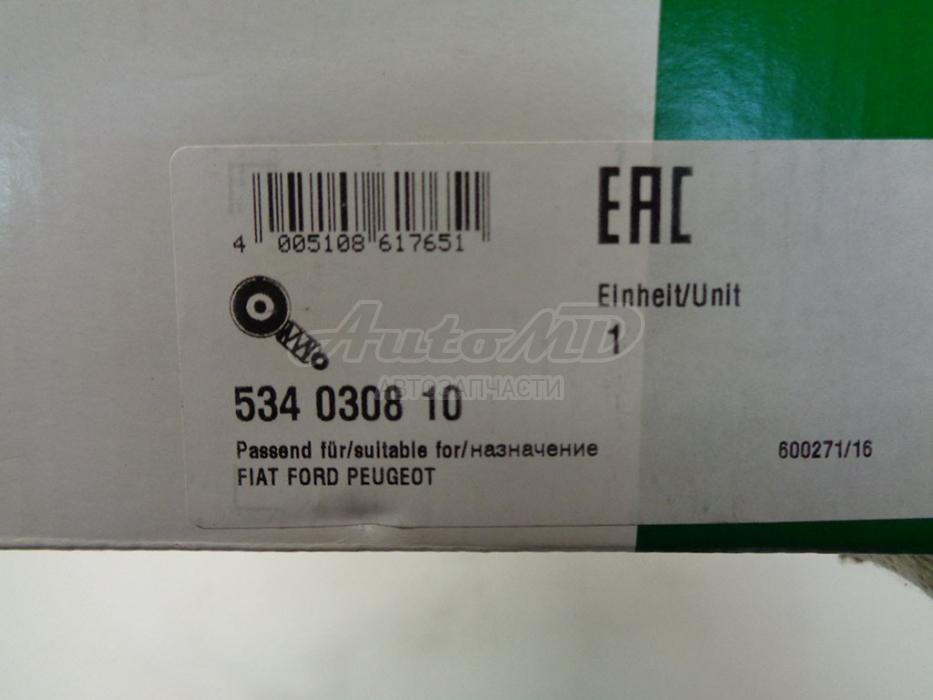 EAC
4 005108 617651
Einheit/Unit
1
AutoMD
АВТОЗАПЧАСТИ
534 0308 10
Passend für/suitable for/назначение
FIAT FORD PEUGEOT
600271/16